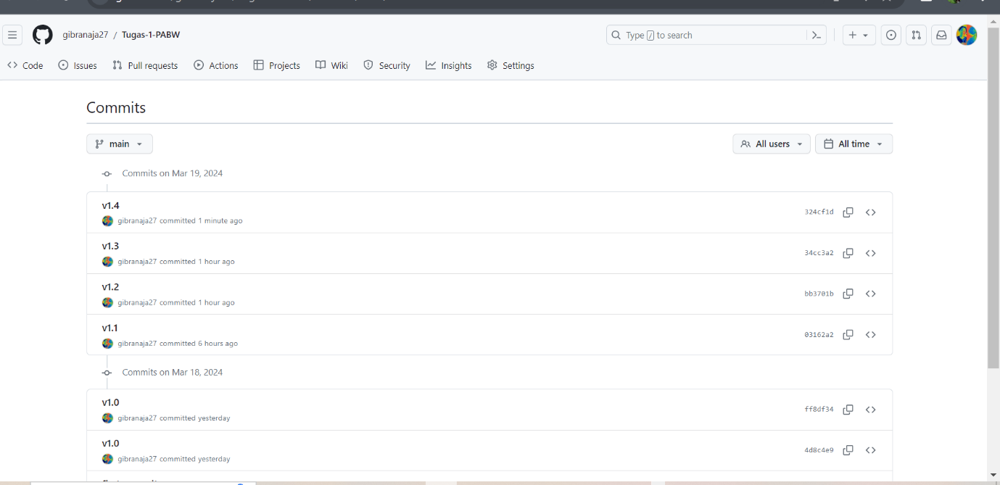 gibranaja27 / Tugas-1-PABW
Type / to search
Code Issues Pull requests Actions Projects Wiki Security Insights Settings
Commits
main All users All time
Commits on Mar 19, 2024
v1.4
gibranaja27 committed 1 minute ago
324cf1d
v1.3
gibranaja27 committed 1 hour ago
34cc3a2
v1.2
gibranaja27 committed 1 hour ago
bb3701b
v1.1
gibranaja27 committed 6 hours ago
03162a2
Commits on Mar 18, 2024
v1.0
gibranaja27 committed yesterday
ff8df34
v1.0
gibranaja27 committed yesterday
4d8c4e9